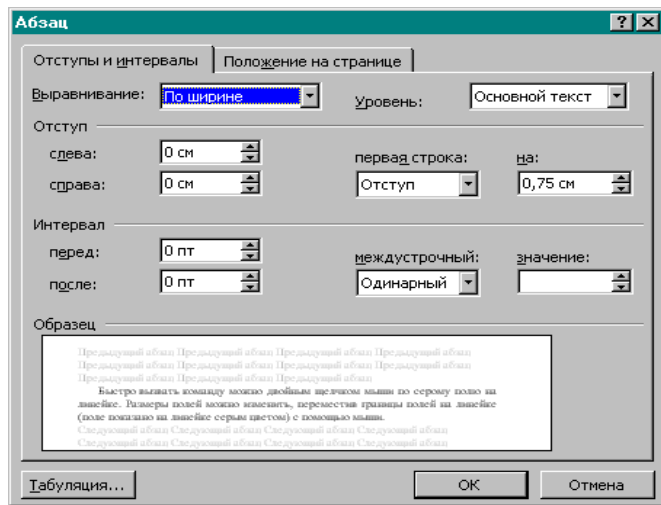 Абзац
Отступы и интервалы Положение на странице
Выравнивание: По ширине Уровень: Основной текст
Отступ
слева: 0 см первая строка: на:
справа: 0 см Отступ 0,75 см
Интервал
перед: 0 пт междустрочный: значение:
после: 0 пт Одинарный
Образец
Предыдущий абзац Предыдущий абзац Предыдущий абзац Предыдущий абзац
Предыдущий абзац Предыдущий абзац Предыдущий абзац Предыдущий абзац
Предыдущий абзац Предыдущий абзац Предыдущий абзац
Быстро вызвать команду можно двойным щелчком мыши по серому полю на
линейке. Размеры полей можно изменить, переместив границы полей на линейке
(поле показано на линейке серым цветом) с помощью мыши.
Следующий абзац Следующий абзац Следующий абзац Следующий абзац
Следующий абзац Следующий абзац Следующий абзац Следующий абзац
Табуляция... ОК Отмена